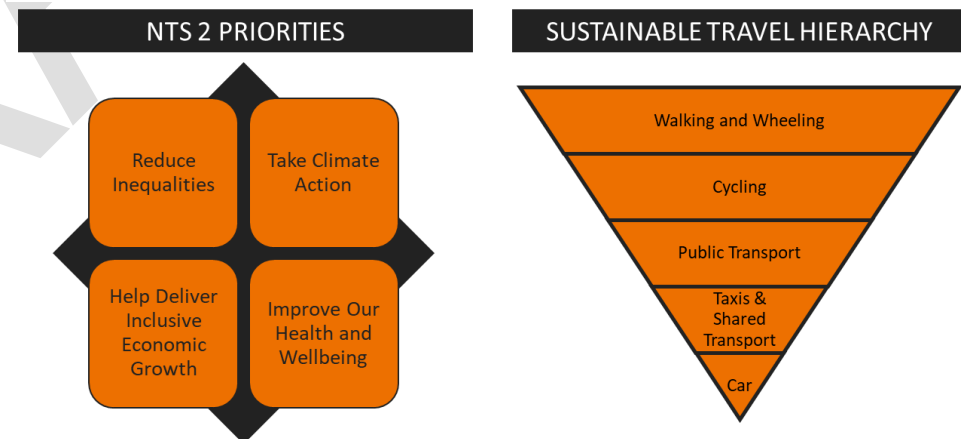 NTS 2 PRIORITIES
Reduce
Inequalities
Take Climate
Action
Help Deliver
Inclusive
Economic
Growth
Improve Our
Health and
Wellbeing
SUSTAINABLE TRAVEL HIERARCHY
Walking and Wheeling
Cycling
Public Transport
Taxis &
Shared
Transport
Car